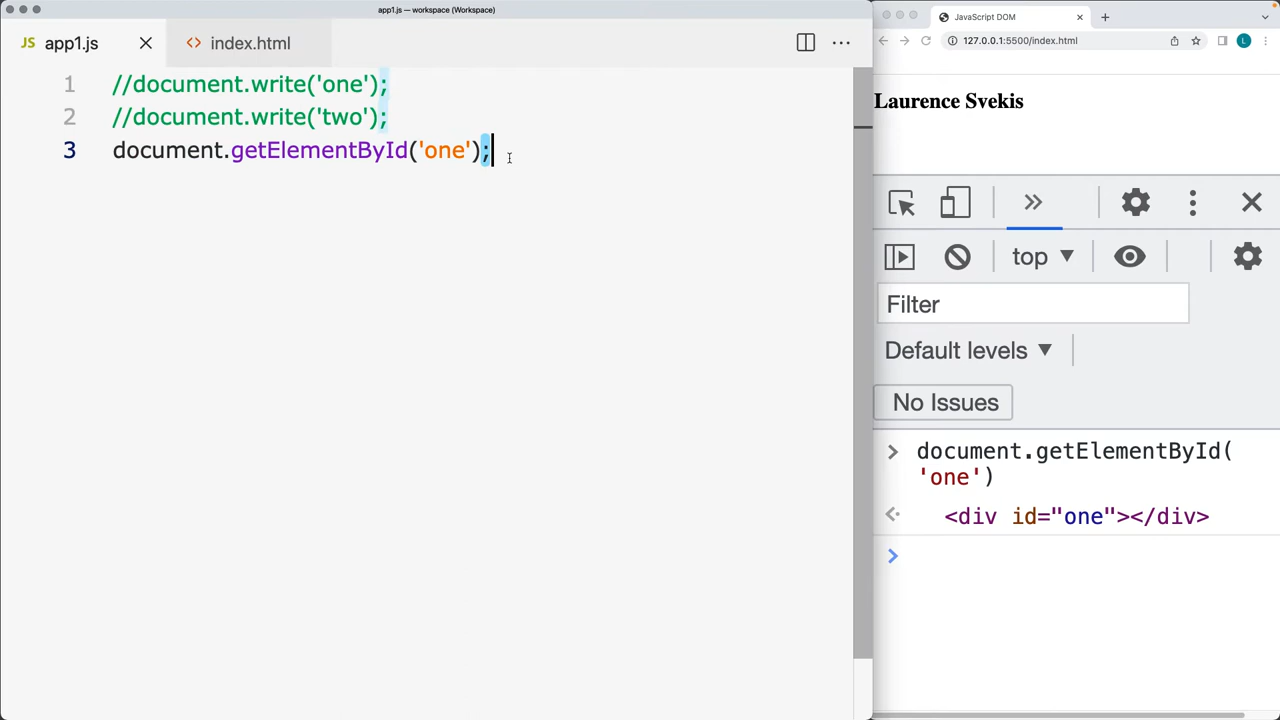 app1.js — workspace (Workspace)
JS app1.js
<> index.html
1 //document.write('one');
2 //document.write('two');
3 document.getElementById('one');
JavaScript DOM
127.0.0.1:5500/index.html
L
Laurence Svekis
top
Filter
Default levels
No Issues
document.getElementById(
'one')
<div id="one"></div>